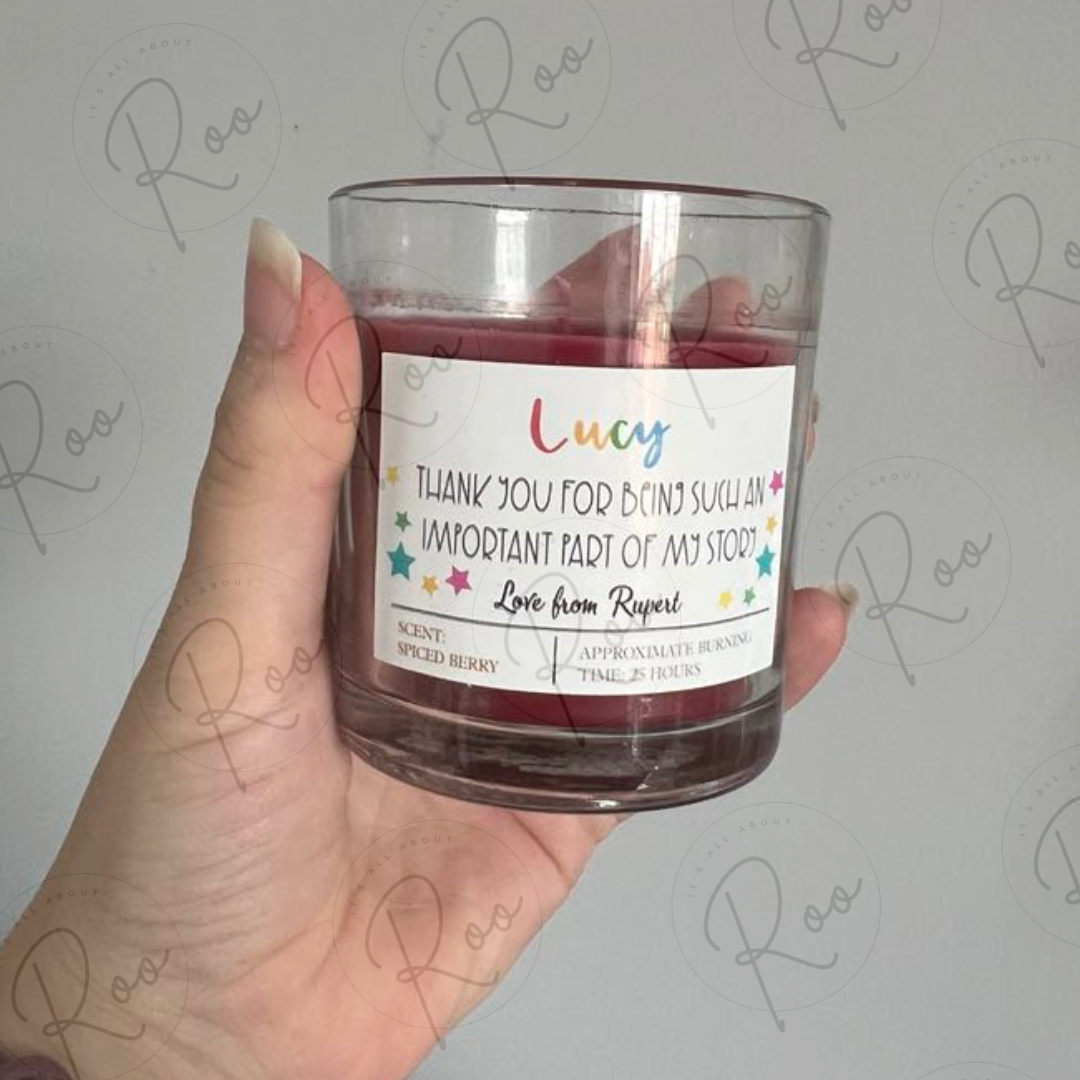 Lucy
THANK YOU FOR BEING SUCH AN
IMPORTANT PART OF MY STORY
Love from Rupert
SCENT:
SPICED BERRY
APPROXIMATE BURNING
TIME: 25 HOURS
IT'S ALL ABOUT
Roo